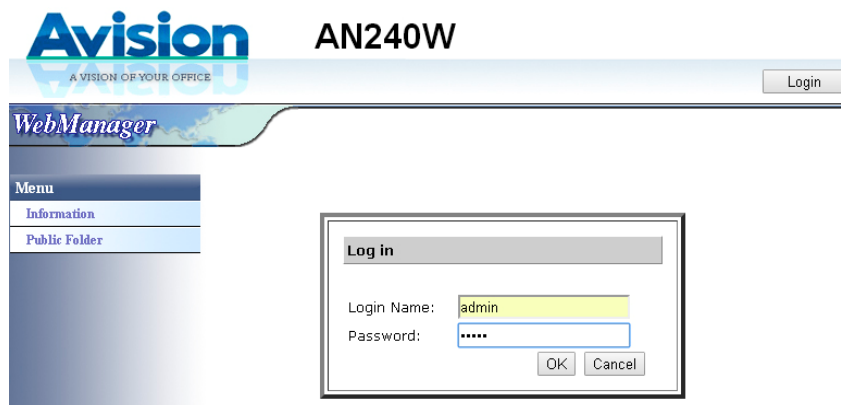 Avision
AN240W
A VISION OF YOUR OFFICE
Login
WebManager
Menu
Information
Public Folder
Log in
Login Name: admin
Password: •••••
OK Cancel